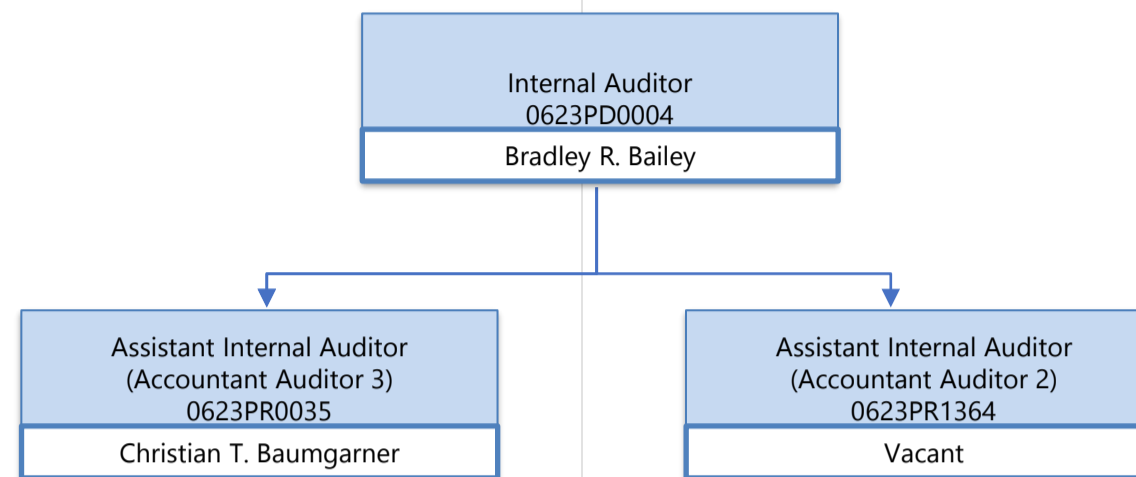 Internal Auditor
0623PD0004
Bradley R. Bailey
Assistant Internal Auditor
(Accountant Auditor 3)
0623PR0035
Christian T. Baumgarner
Assistant Internal Auditor
(Accountant Auditor 2)
0623PR1364
Vacant